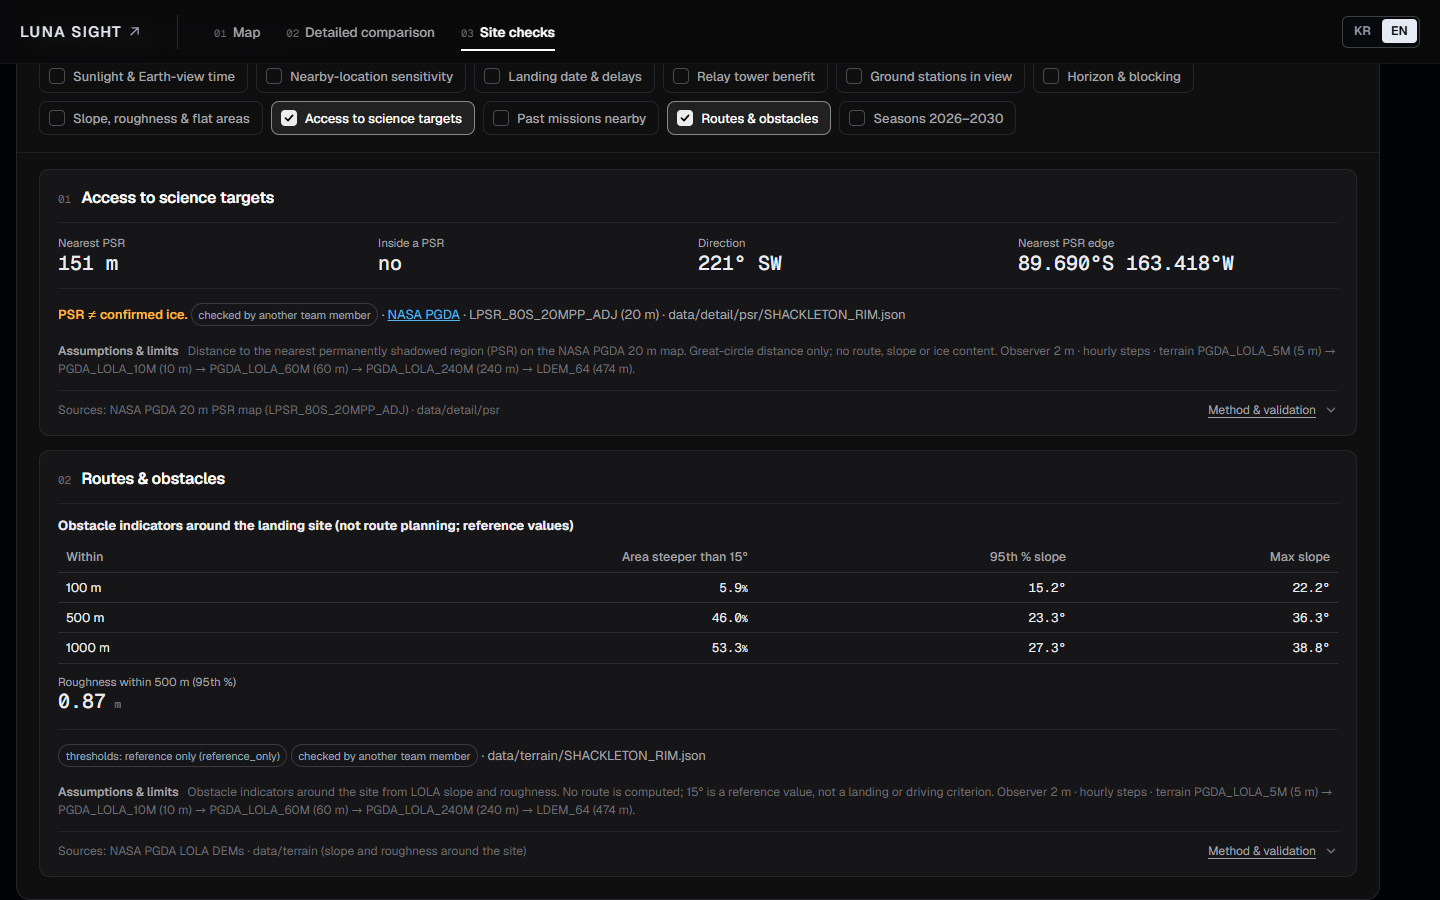 LUNA SIGHT ↗
01 Map
02 Detailed comparison
03 Site checks
KR EN
Sunlight & Earth-view time
Nearby-location sensitivity
Landing date & delays
Relay tower benefit
Ground stations in view
Horizon & blocking
Slope, roughness & flat areas
Access to science targets
Past missions nearby
Routes & obstacles
Seasons 2026–2030
01 Access to science targets
Nearest PSR
151 m
Inside a PSR
no
Direction
221° SW
Nearest PSR edge
89.690°S 163.418°W
PSR ≠ confirmed ice. checked by another team member · NASA PGDA · LPSR_80S_20MPP_ADJ (20 m) · data/detail/psr/SHACKLETON_RIM.json
Assumptions & limits Distance to the nearest permanently shadowed region (PSR) on the NASA PGDA 20 m map. Great-circle distance only; no route, slope or ice content. Observer 2 m · hourly steps · terrain PGDA_LOLA_5M (5 m) →
PGDA_LOLA_10M (10 m) → PGDA_LOLA_60M (60 m) → PGDA_LOLA_240M (240 m) → LDEM_64 (474 m).
Sources: NASA PGDA 20 m PSR map (LPSR_80S_20MPP_ADJ) · data/detail/psr
Method & validation
02 Routes & obstacles
Obstacle indicators around the landing site (not route planning; reference values)
Within Area steeper than 15° 95th % slope Max slope
100 m 5.9% 15.2° 22.2°
500 m 46.0% 23.3° 36.3°
1000 m 53.3% 27.3° 38.8°
Roughness within 500 m (95th %)
0.87 m
thresholds: reference only (reference_only) checked by another team member · data/terrain/SHACKLETON_RIM.json
Assumptions & limits Obstacle indicators around the site from LOLA slope and roughness. No route is computed; 15° is a reference value, not a landing or driving criterion. Observer 2 m · hourly steps · terrain PGDA_LOLA_5M (5 m) →
PGDA_LOLA_10M (10 m) → PGDA_LOLA_60M (60 m) → PGDA_LOLA_240M (240 m) → LDEM_64 (474 m).
Sources: NASA PGDA LOLA DEMs · data/terrain (slope and roughness around the site)
Method & validation